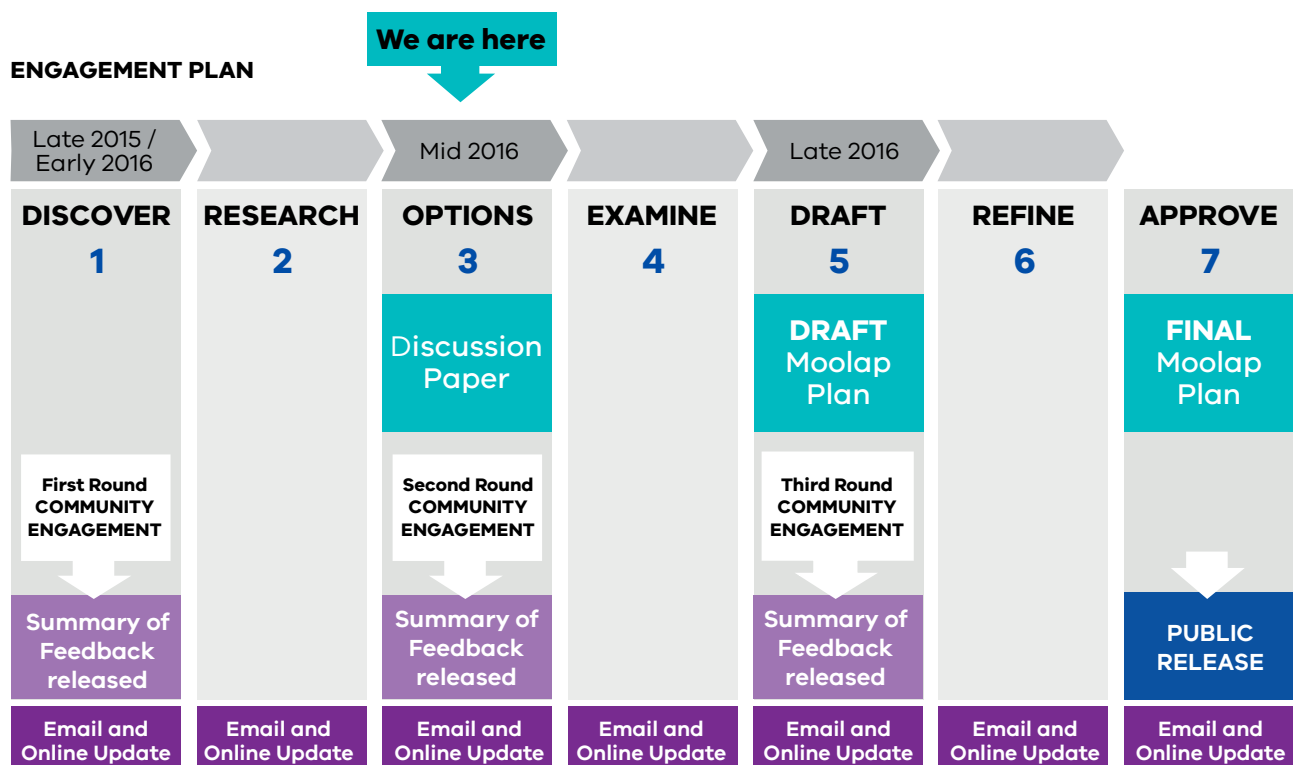 We are here
ENGAGEMENT PLAN
Late 2015 /
Early 2016
Mid 2016
Late 2016
DISCOVER
1
RESEARCH
2
OPTIONS
3
EXAMINE
4
DRAFT
5
REFINE
6
APPROVE
7
Discussion
Paper
DRAFT
Moolap
Plan
FINAL
Moolap
Plan
First Round
COMMUNITY
ENGAGEMENT
Second Round
COMMUNITY
ENGAGEMENT
Third Round
COMMUNITY
ENGAGEMENT
Summary of
Feedback
released
Summary of
Feedback
released
Summary of
Feedback
released
PUBLIC
RELEASE
Email and
Online Update
Email and
Online Update
Email and
Online Update
Email and
Online Update
Email and
Online Update
Email and
Online Update
Email and
Online Update